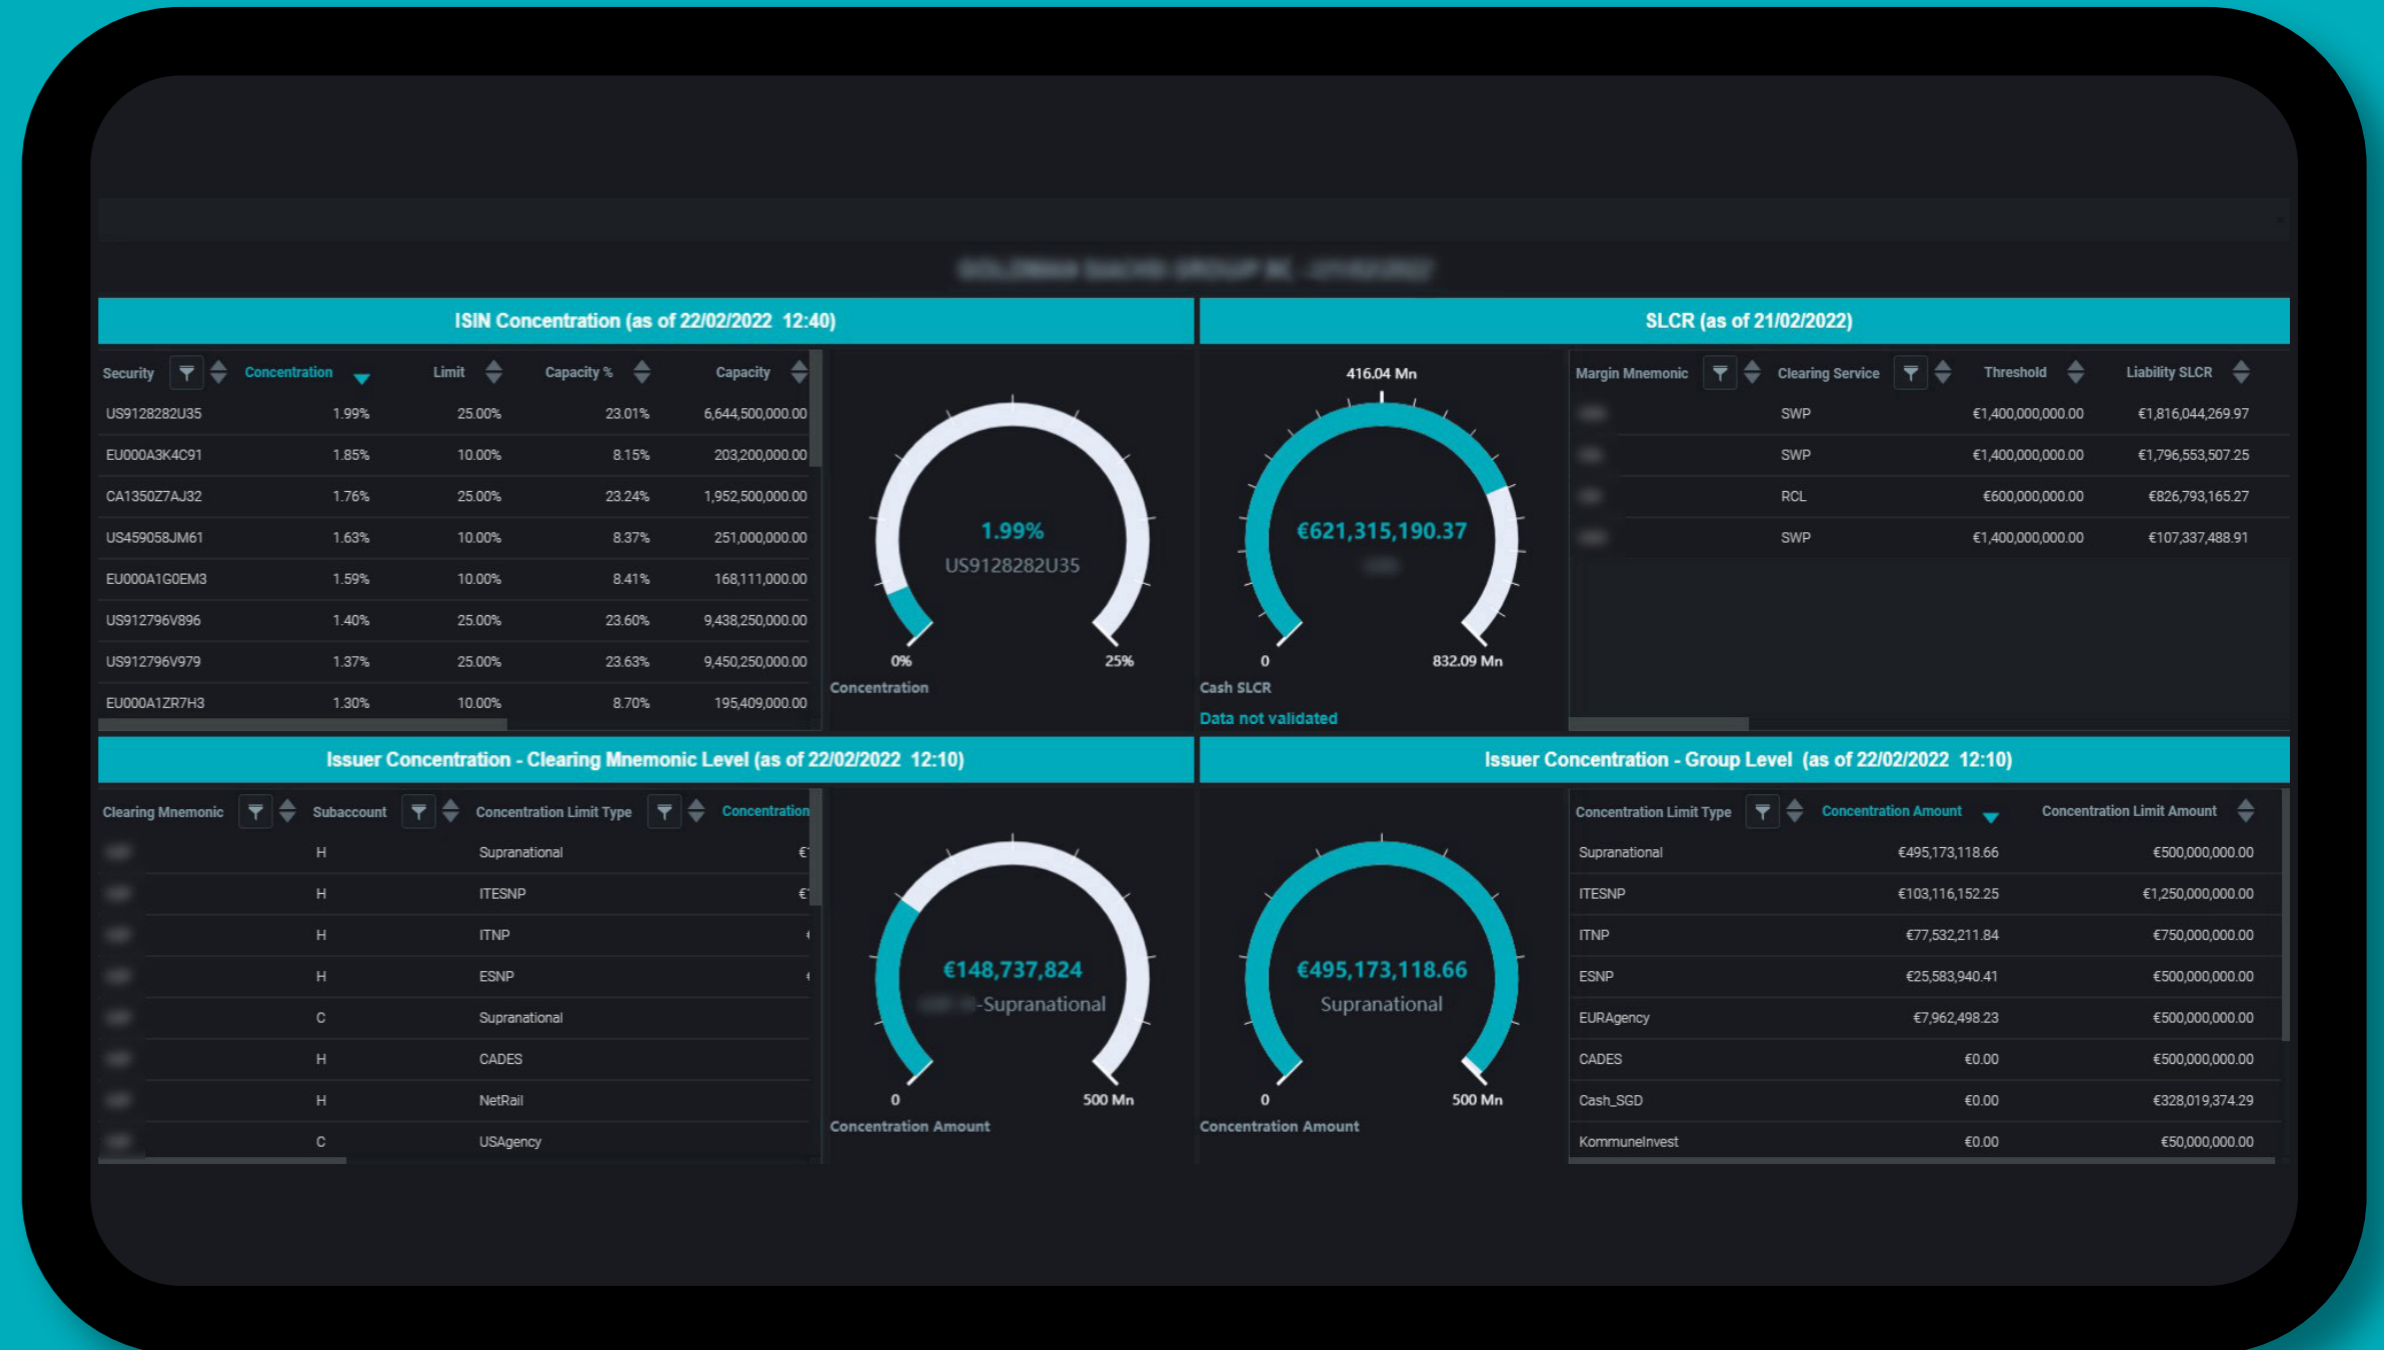 ISIN Concentration (as of 22/02/2022 12:40)
Security Concentration Limit Capacity % Capacity
US9128282U35 1.99% 25.00% 23.01% 6,644,500,000.00
EU000A3K4C91 1.85% 10.00% 8.15% 203,200,000.00
CA1350Z7AJ32 1.76% 25.00% 23.24% 1,952,500,000.00
US459058JM61 1.63% 10.00% 8.37% 251,000,000.00
EU000A1G0EM3 1.59% 10.00% 8.41% 168,111,000.00
US912796V896 1.40% 25.00% 23.60% 9,438,250,000.00
US912796V979 1.37% 25.00% 23.63% 9,450,250,000.00
EU000A1ZR7H3 1.30% 10.00% 8.70% 195,409,000.00
1.99%
US9128282U35
0% 25%
Concentration
SLCR (as of 21/02/2022)
416.04 Mn
€621,315,190.37
0 832.09 Mn
Cash SLCR
Data not validated
Margin Mnemonic Clearing Service Threshold Liability SLCR
SWP €1,400,000,000.00 €1,816,044,269.97
SWP €1,400,000,000.00 €1,796,553,507.25
RCL €600,000,000.00 €826,793,165.27
SWP €1,400,000,000.00 €107,337,488.91
Issuer Concentration - Clearing Mnemonic Level (as of 22/02/2022 12:10)
Clearing Mnemonic Subaccount Concentration Limit Type Concentration
H Supranational €
H ITESNP €
H ITNP
H ESNP
C Supranational
H CADES
H NetRail
C USAgency
€148,737,824
-Supranational
0 500 Mn
Concentration Amount
Issuer Concentration - Group Level (as of 22/02/2022 12:10)
€495,173,118.66
Supranational
0 500 Mn
Concentration Amount
Concentration Limit Type Concentration Amount Concentration Limit Amount
Supranational €495,173,118.66 €500,000,000.00
ITESNP €103,116,152.25 €1,250,000,000.00
ITNP €77,532,211.84 €750,000,000.00
ESNP €25,583,940.41 €500,000,000.00
EURAgency €7,962,498.23 €500,000,000.00
CADES €0.00 €500,000,000.00
Cash_SGD €0.00 €328,019,374.29
KommuneInvest €0.00 €50,000,000.00